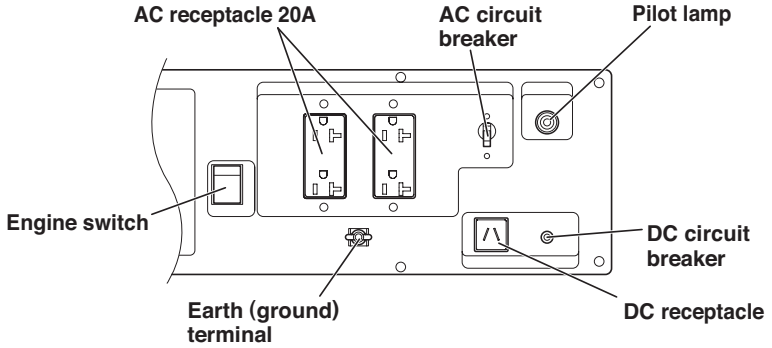 AC receptacle 20A
AC circuit
breaker
Pilot lamp
Engine switch
Earth (ground)
terminal
DC circuit
breaker
DC receptacle